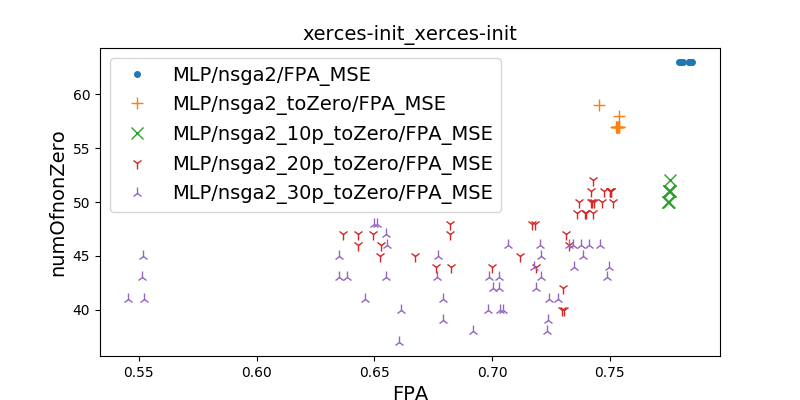 xerces-init_xerces-init
MLP/nsga2/FPA_MSE
MLP/nsga2_toZero/FPA_MSE
MLP/nsga2_10p_toZero/FPA_MSE
MLP/nsga2_20p_toZero/FPA_MSE
MLP/nsga2_30p_toZero/FPA_MSE
numOfnonZero
60
55
50
45
40
0.55 0.60 0.65 0.70 0.75
FPA